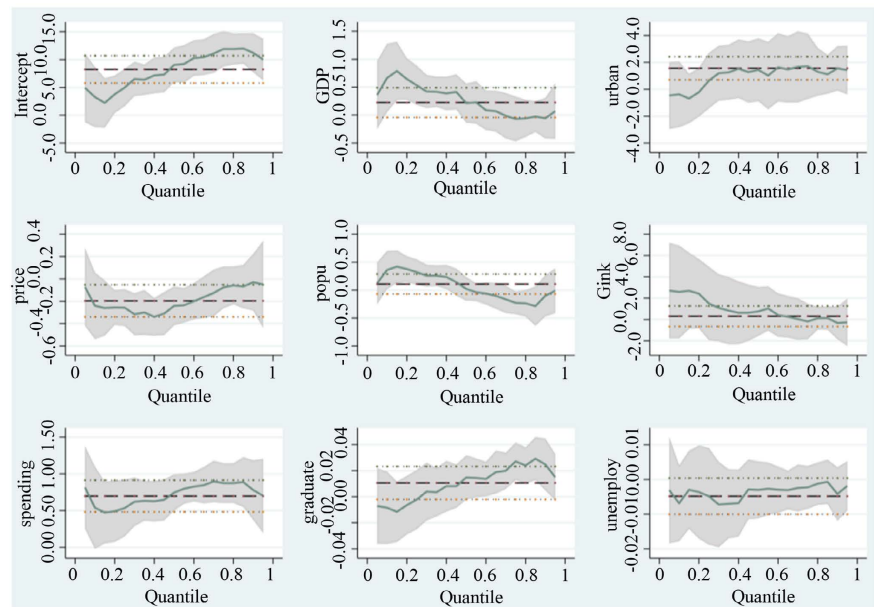 Intercept
-5.0 0.0 5.0 10.0 15.0
0 0.2 0.4 0.6 0.8 1
Quantile
GDP
-0.5 0.0 0.5 1.0 1.5
0 0.2 0.4 0.6 0.8 1
Quantile
urban
-4.0 -2.0 0.0 2.0 4.0
0 0.2 0.4 0.6 0.8 1
Quantile
price
-0.6 -0.4 -0.2 0.0 0.2 0.4
0 0.2 0.4 0.6 0.8 1
Quantile
popu
-1.0 -0.5 0.0 0.5 1.0
0 0.2 0.4 0.6 0.8 1
Quantile
Gink
-2.0 0.0 2.0 4.0 6.0 8.0
0 0.2 0.4 0.6 0.8 1
Quantile
spending
0.00 0.50 1.00 1.50
0 0.2 0.4 0.6 0.8 1
Quantile
graduate
-0.04 -0.02 0.00 0.02 0.04
0 0.2 0.4 0.6 0.8 1
Quantile
unemploy
-0.02 -0.01 0.00 0.01
0 0.2 0.4 0.6 0.8 1
Quantile